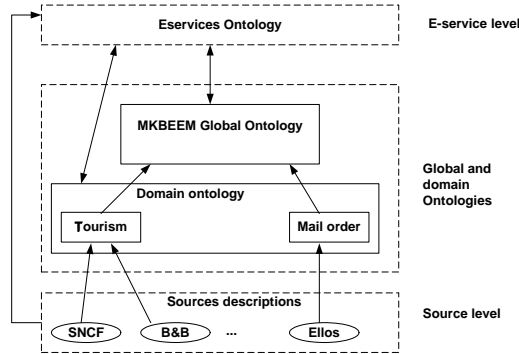 Eservices Ontology
E-service level
MKBEEM Global Ontology
Global and
domain
Ontologies
Domain ontology
Tourism
Mail order
Sources descriptions
Source level
SNCF
B&B
...
Ellos